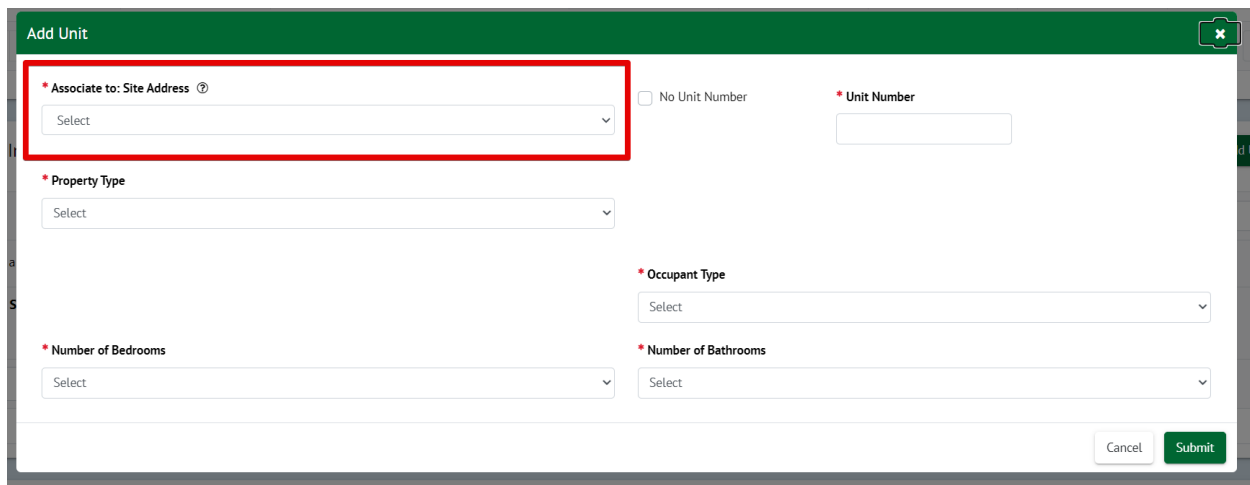 Add Unit
* Associate to: Site Address
Select
No Unit Number
* Unit Number
* Property Type
Select
* Occupant Type
Select
* Number of Bedrooms
* Number of Bathrooms
Select
Select
Cancel
Submit